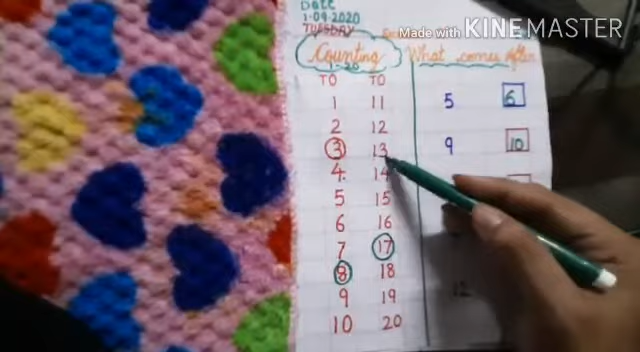 Date
1-09-2020
TUESDAY
Made with KINEMASTER
Counting
What comes after
TO TO
1 11
2 12
3 13
4 14
5 15
6 16
7 17
8 18
9 19
10 20
5 6
9 10
12